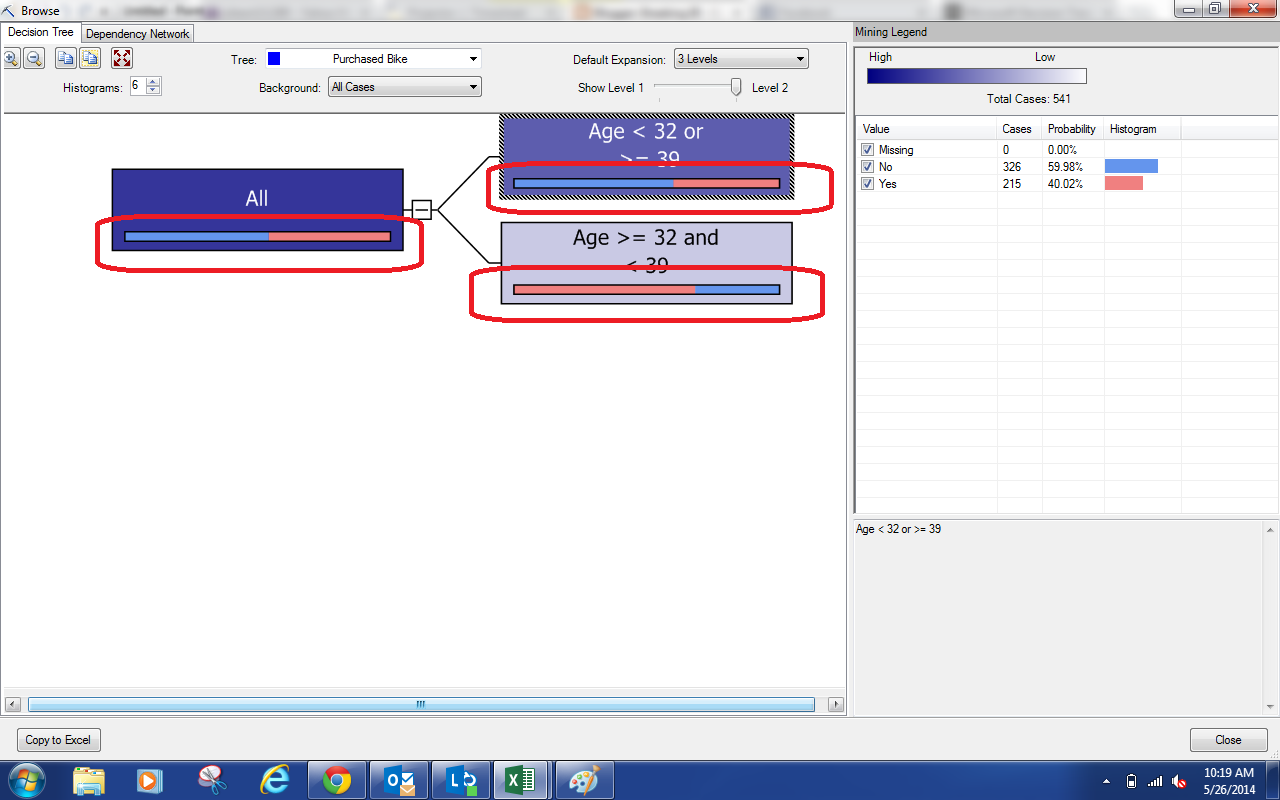 Browse
Decision Tree
Dependency Network
Mining Legend
Tree: Purchased Bike
Default Expansion: 3 Levels
Histograms: 6
Background: All Cases
Show Level 1
Level 2
High
Low
Total Cases: 541
Value Cases Probability Histogram
Missing 0 0.00%
No 326 59.98%
Yes 215 40.02%
All
Age < 32 or
>= 39
Age >= 32 and
< 39
Age < 32 or >= 39
Copy to Excel
Close
10:19 AM
5/26/2014